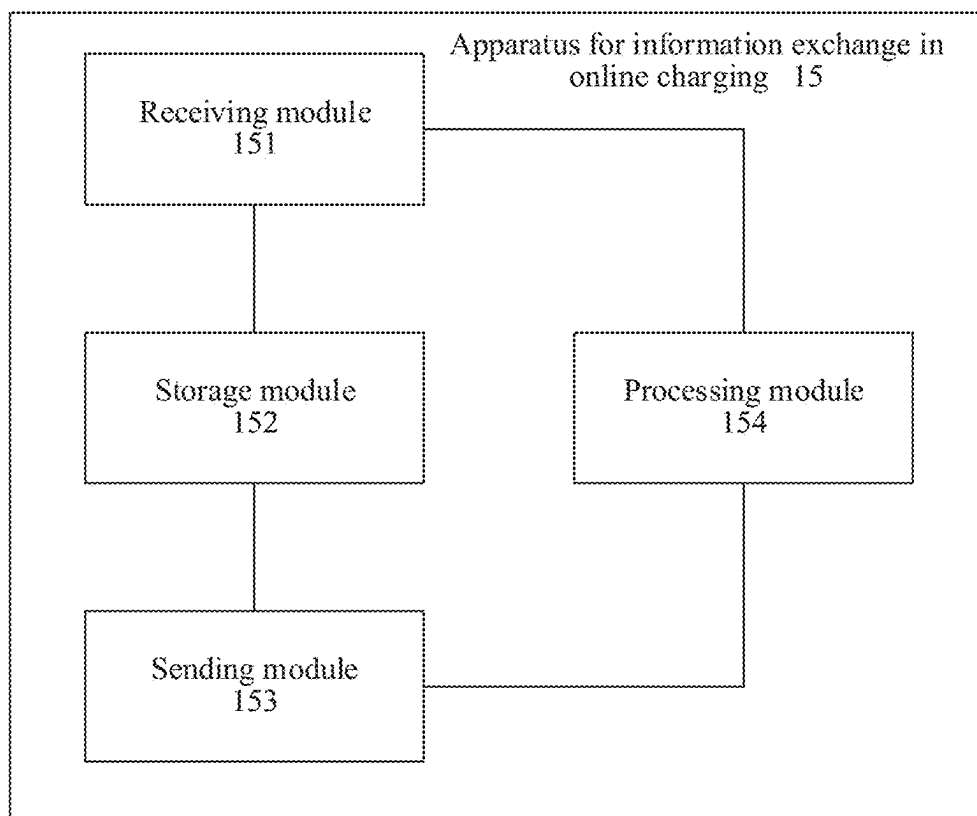 Apparatus for information exchange in
online charging 15
Receiving module
151
Storage module
152
Processing module
154
Sending module
153